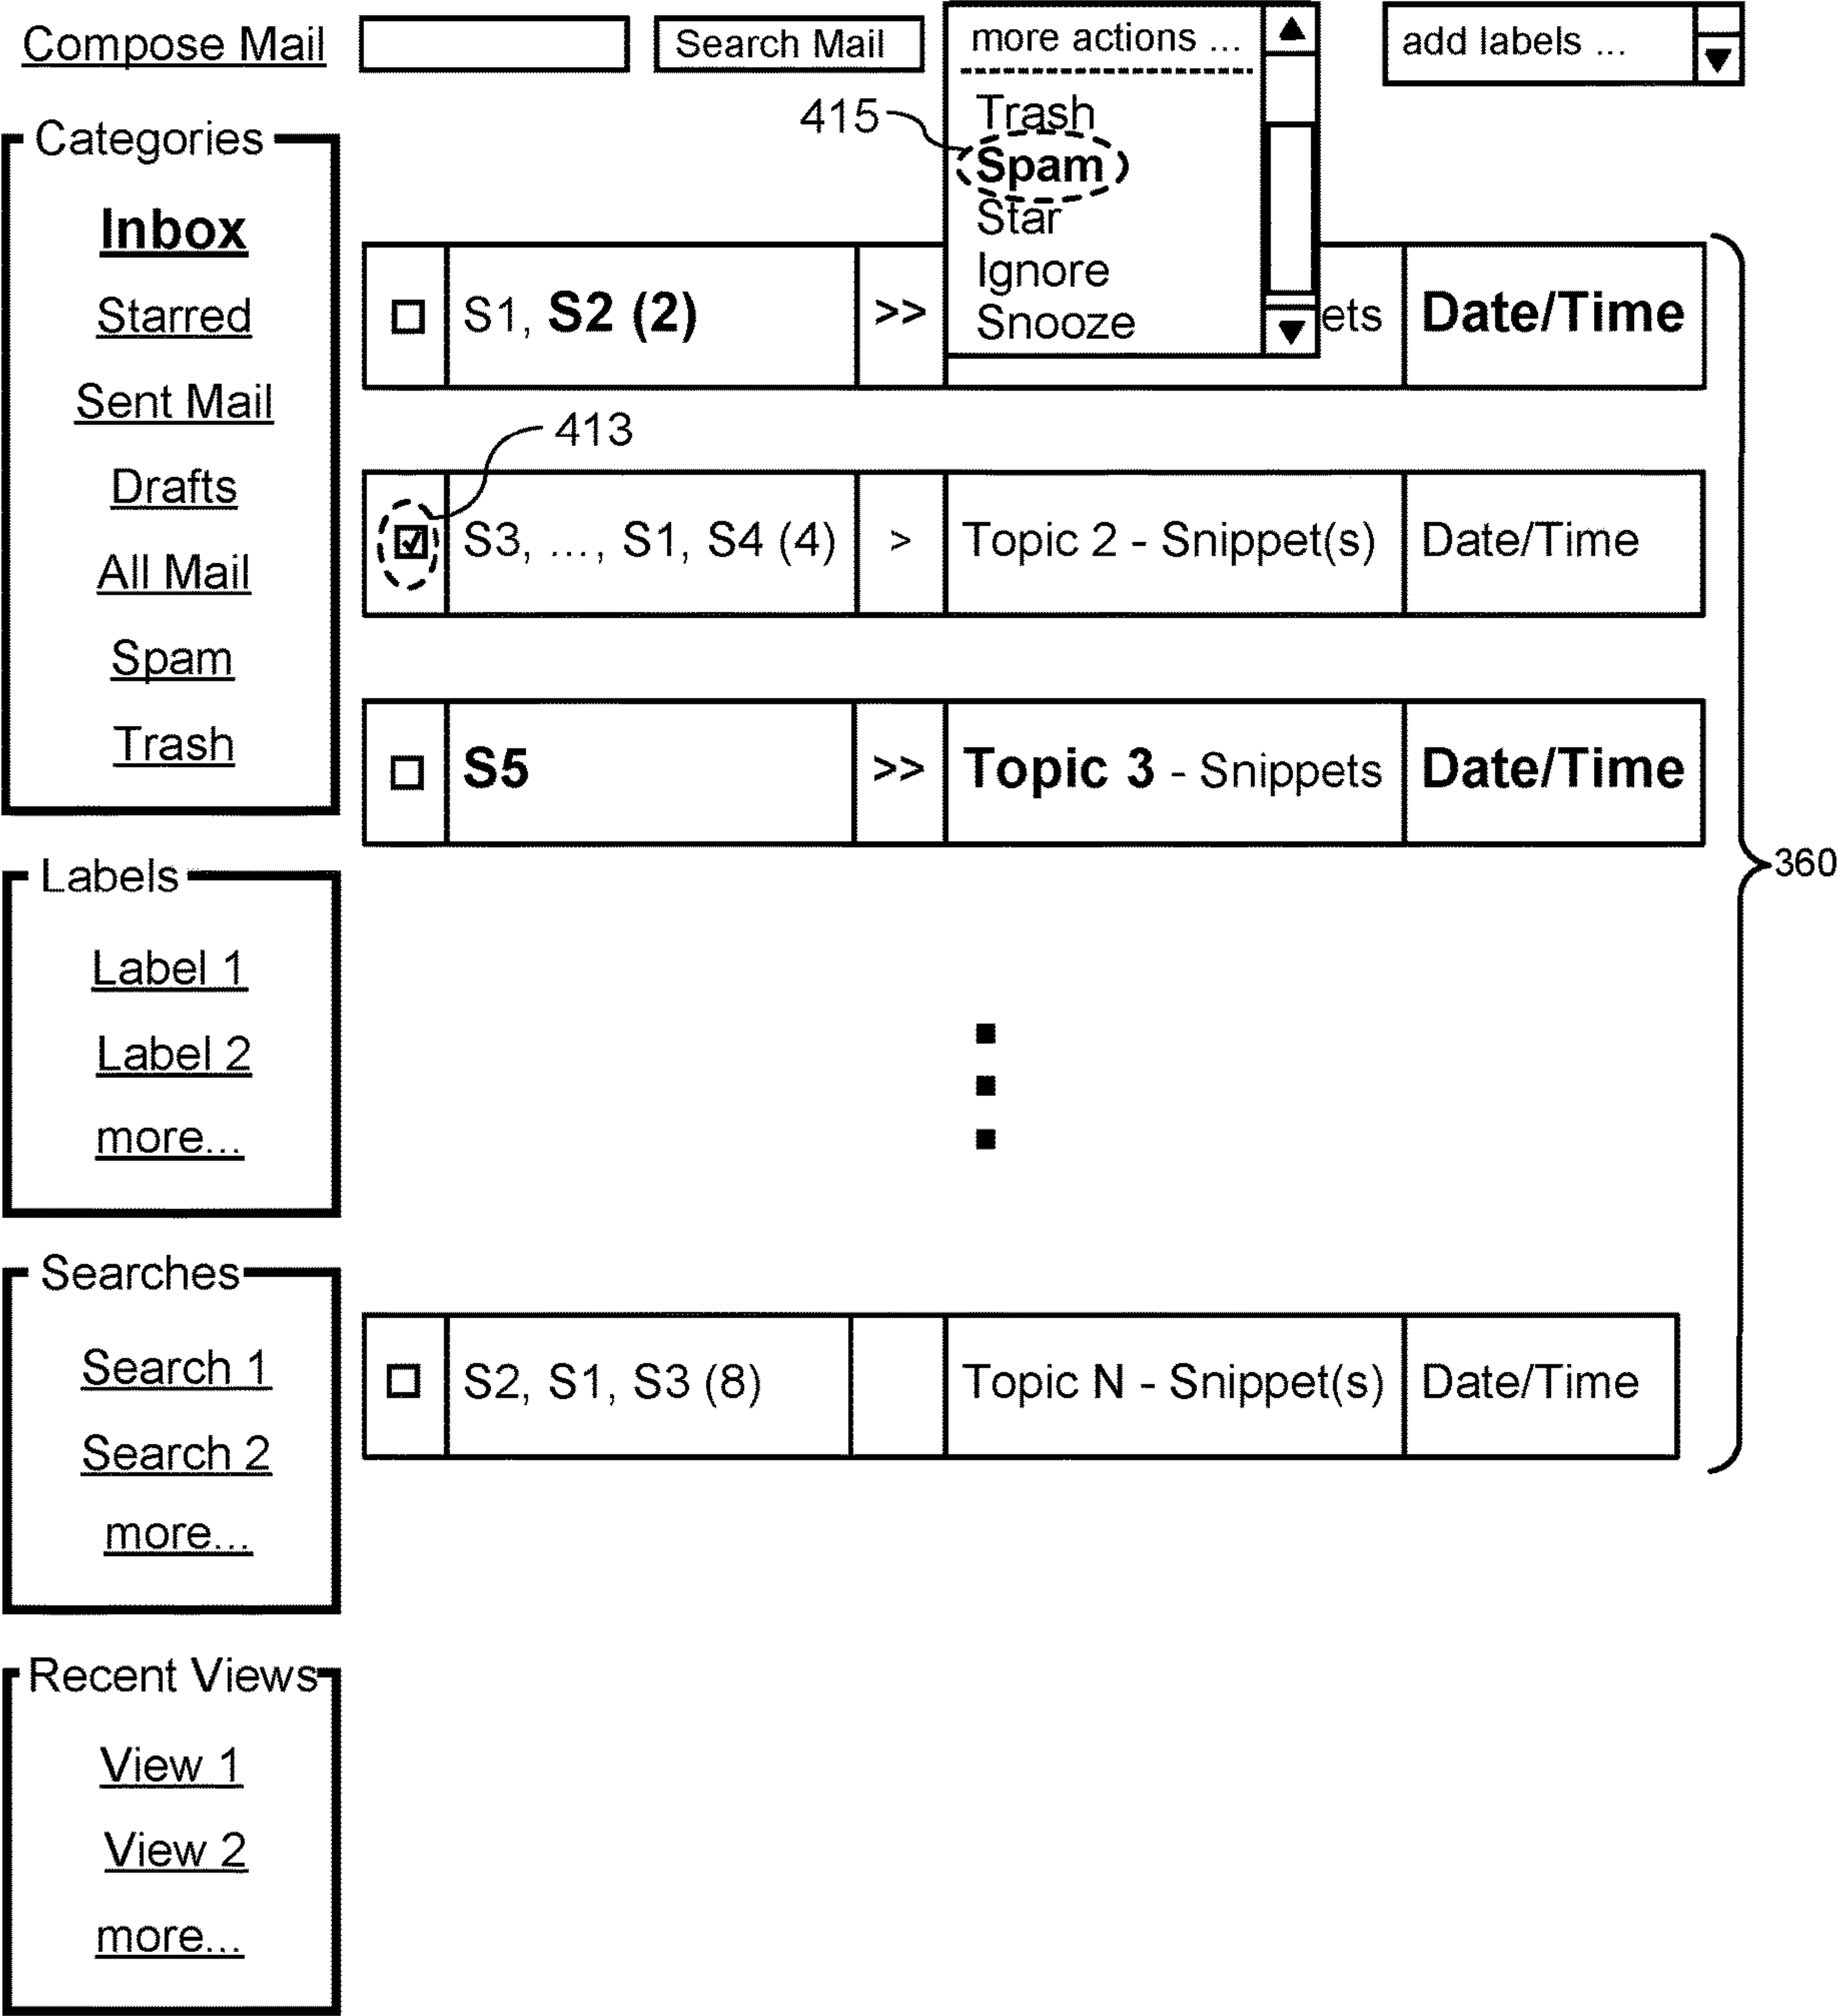 Compose Mail
Search Mail
more actions ...
Trash
Spam
Star
Ignore
Snooze
add labels ...
415
Categories
Inbox
Starred
Sent Mail
Drafts
All Mail
Spam
Trash
S1, S2 (2) >> ets Date/Time
413
S3, ..., S1, S4 (4) > Topic 2 - Snippet(s) Date/Time
S5 >> Topic 3 - Snippets Date/Time
360
Labels
Label 1
Label 2
more...
Searches
Search 1
Search 2
more...
S2, S1, S3 (8) Topic N - Snippet(s) Date/Time
Recent Views
View 1
View 2
more...